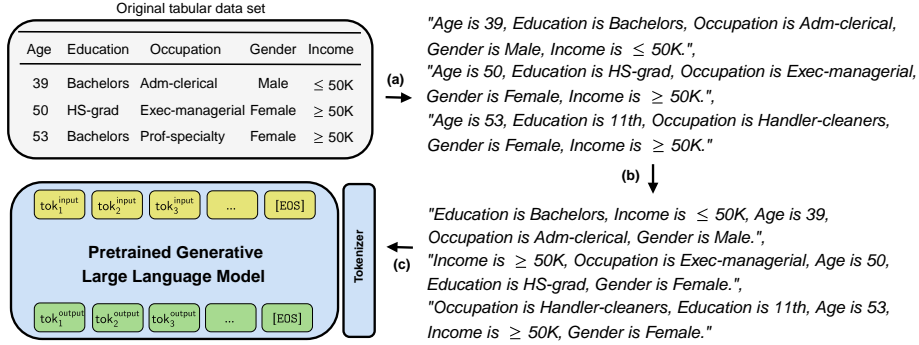 Original tabular data set
Age Education Occupation Gender Income
39 Bachelors Adm-clerical Male ≤ 50K
50 HS-grad Exec-managerial Female ≥ 50K
53 Bachelors Prof-specialty Female ≥ 50K
(a)
"Age is 39, Education is Bachelors, Occupation is Adm-clerical,
Gender is Male, Income is ≤ 50K.",
"Age is 50, Education is HS-grad, Occupation is Exec-managerial,
Gender is Female, Income is ≥ 50K.",
"Age is 53, Education is 11th, Occupation is Handler-cleaners,
Gender is Female, Income is ≥ 50K."
(b)
"Education is Bachelors, Income is ≤ 50K, Age is 39,
Occupation is Adm-clerical, Gender is Male.",
"Income is ≥ 50K, Occupation is Exec-managerial, Age is 50,
Education is HS-grad, Gender is Female.",
"Occupation is Handler-cleaners, Education is 11th, Age is 53,
Income is ≥ 50K, Gender is Female."
(c)
Tokenizer
tok₁^input tok₂^input tok₃^input ... [EOS]
Pretrained Generative
Large Language Model
tok₁^output tok₂^output tok₃^output ... [EOS]